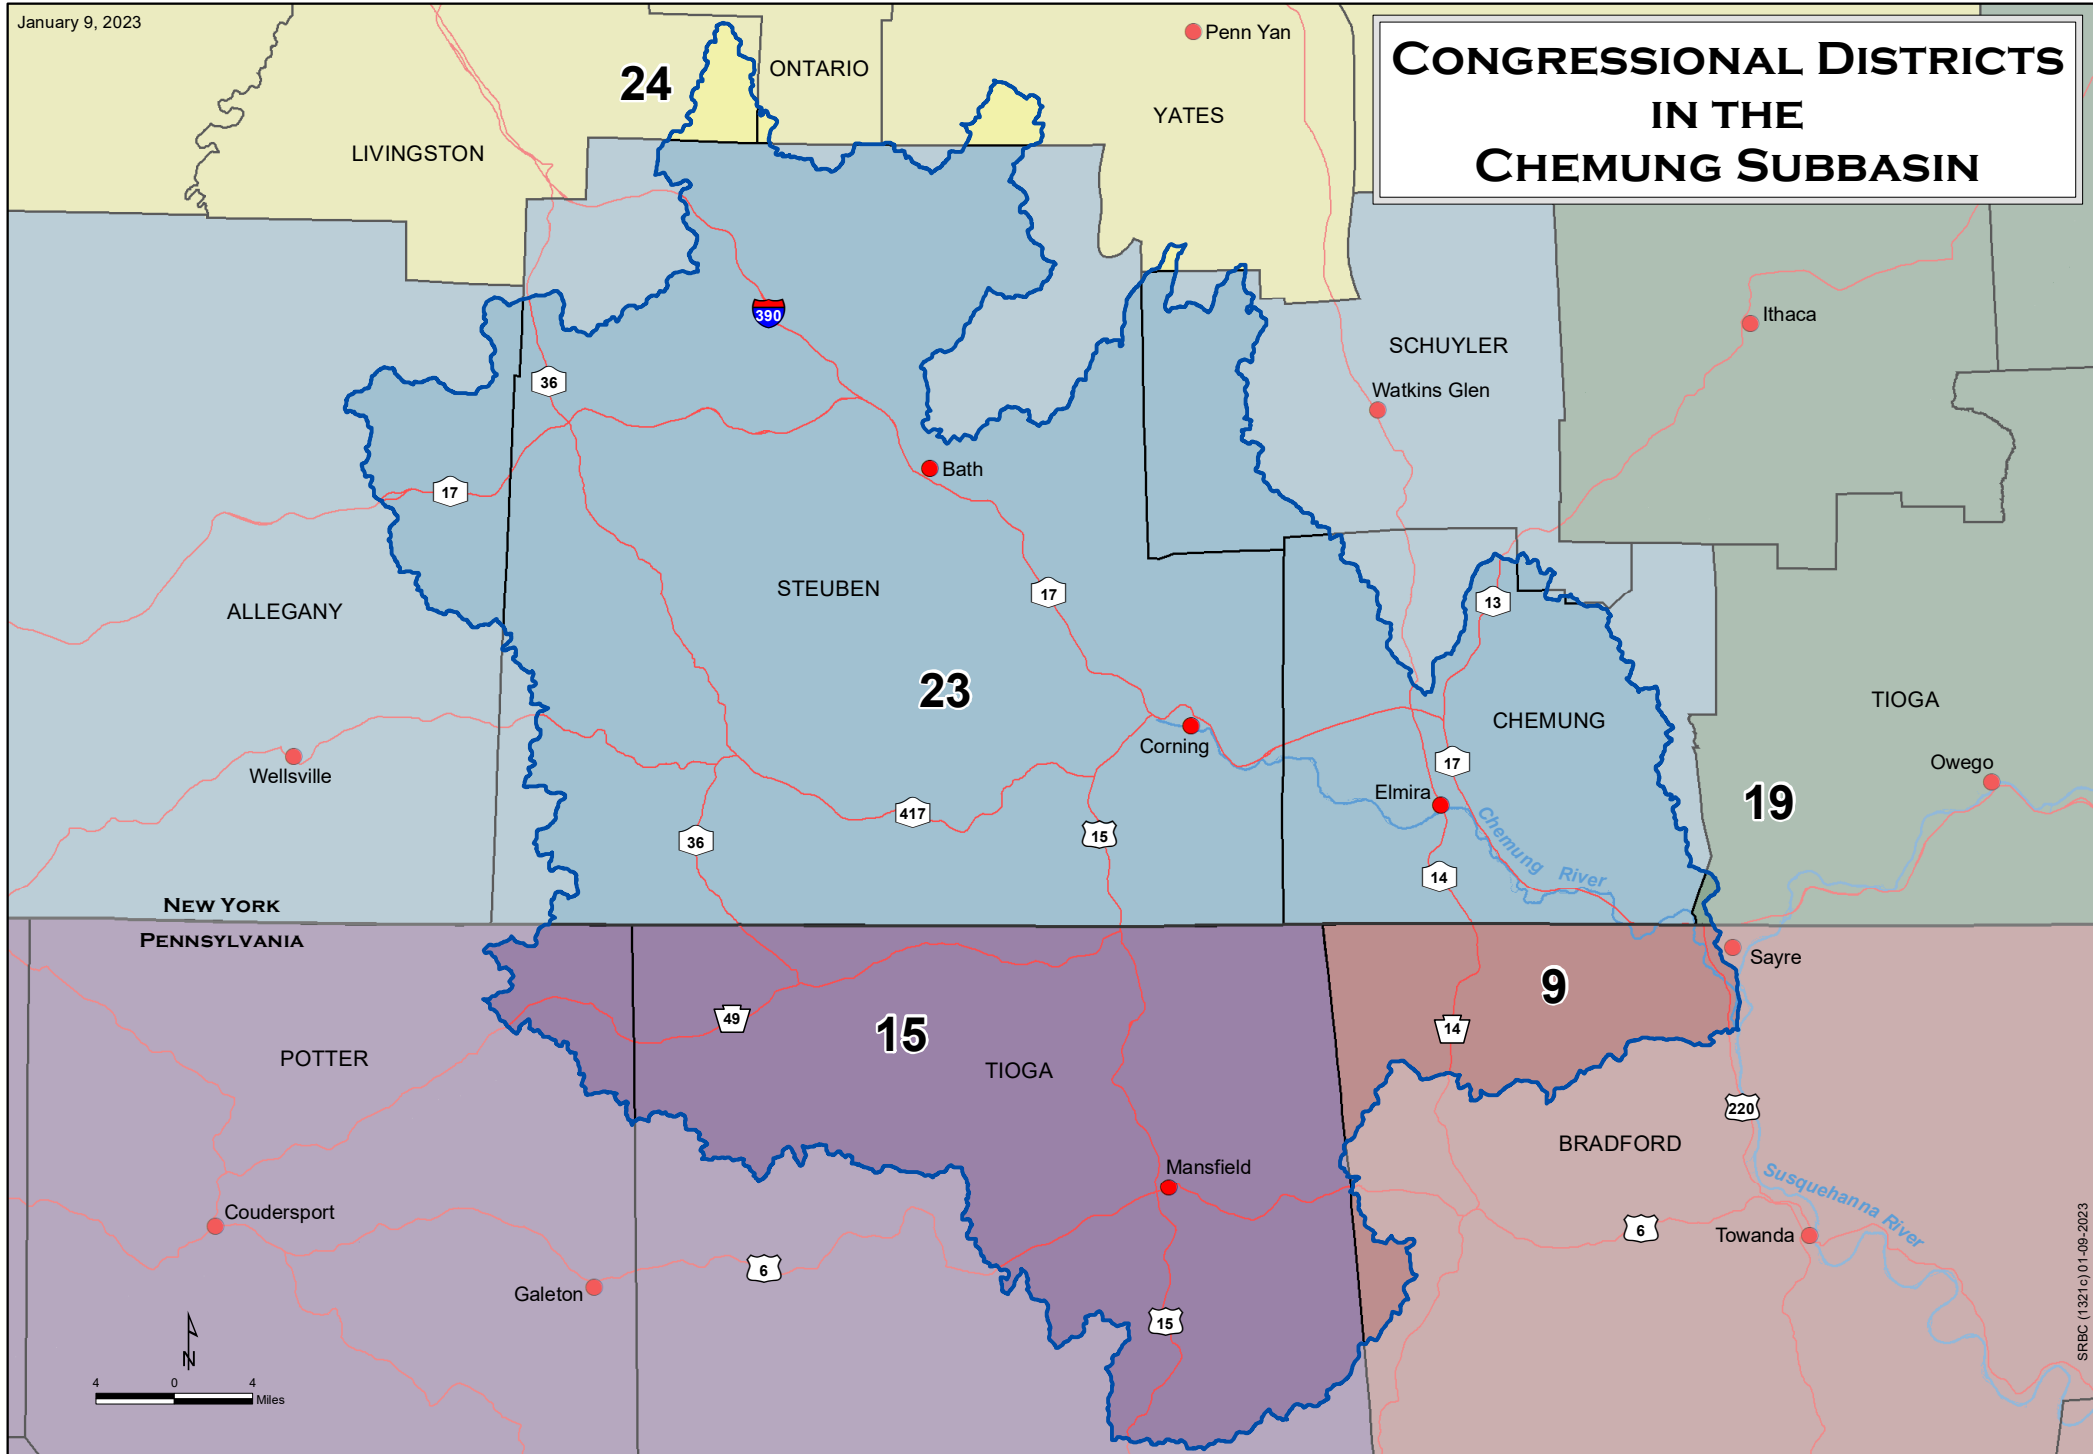 January 9, 2023
CONGRESSIONAL DISTRICTS
IN THE
CHEMUNG SUBBASIN
Penn Yan
24
ONTARIO
YATES
LIVINGSTON
390
Ithaca
SCHUYLER
36
Watkins Glen
Bath
17
STEUBEN
17
13
ALLEGANY
23
TIOGA
CHEMUNG
Corning
Wellsville
17
Owego
Elmira
19
417
36
15
Chemung River
14
NEW YORK
PENNSYLVANIA
Sayre
9
49
15
14
POTTER
TIOGA
220
BRADFORD
Mansfield
Susquehanna River
Coudersport
6
Towanda
6
Galeton
15
N
4 0 4
Miles
SRBC (1321c) 01-09-2023